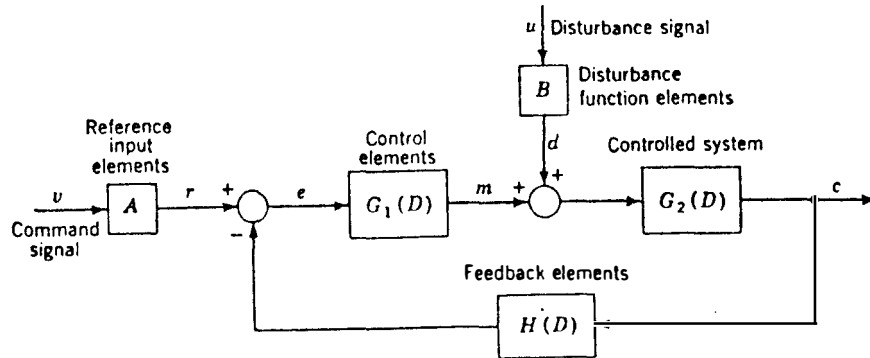 u Disturbance signal
B
Disturbance
function elements
Reference
input
elements
Control
elements
d
Controlled system
v
A
r
+
e
G₁(D)
m
+
+
G₂(D)
c
Command
signal
−
Feedback elements
H(D)